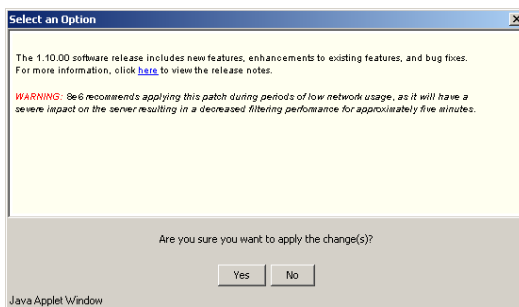 Select an Option
The 1.10.00 software release includes new features, enhancements to existing features, and bug fixes.
For more information, click here to view the release notes.
WARNING: 8e6 recommends applying this patch during periods of low network usage, as it will have a
severe impact on the server resulting in a decreased filtering performance for approximately five minutes.
Are you sure you want to apply the change(s)?
Yes No
Java Applet Window